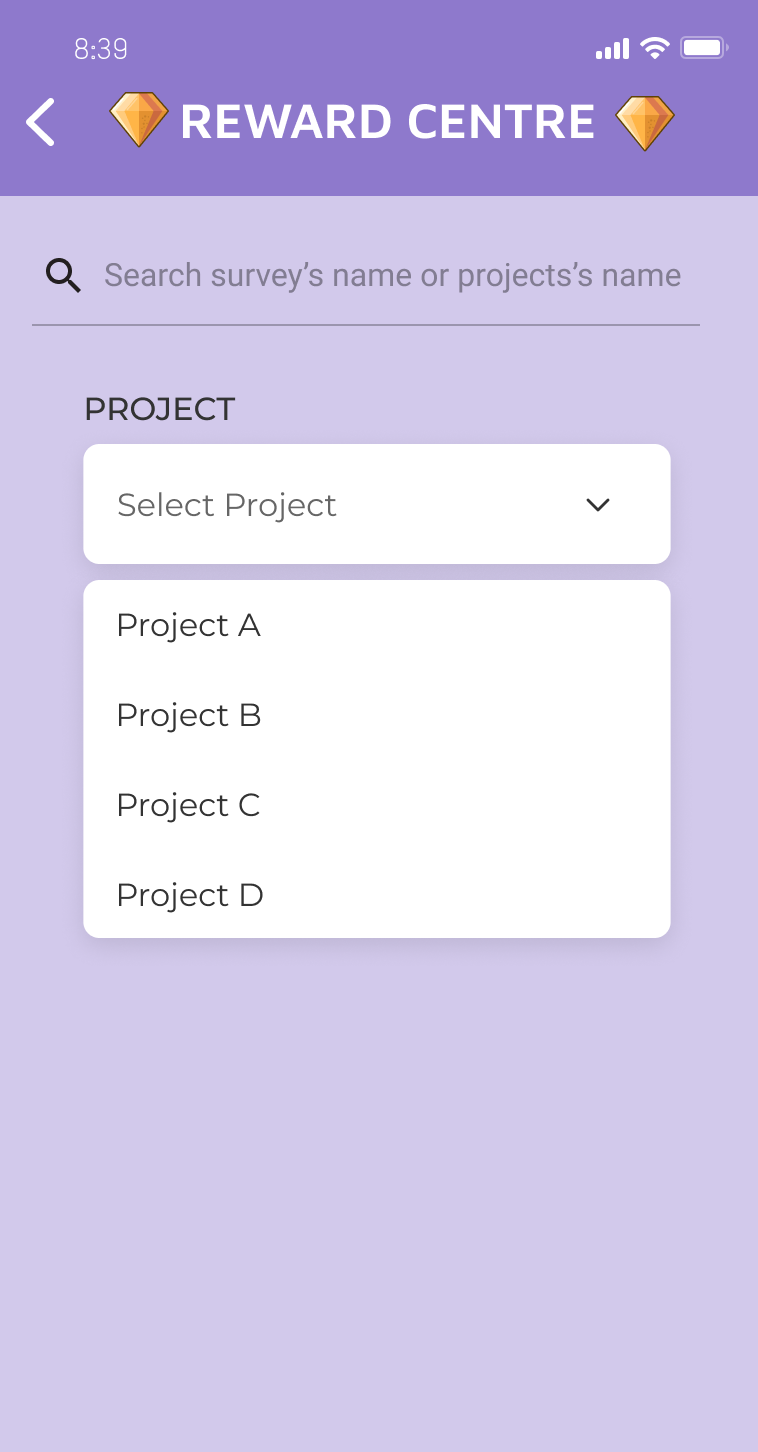 8:39
REWARD CENTRE
Search survey’s name or projects’s name
PROJECT
Select Project
Project A
Project B
Project C
Project D